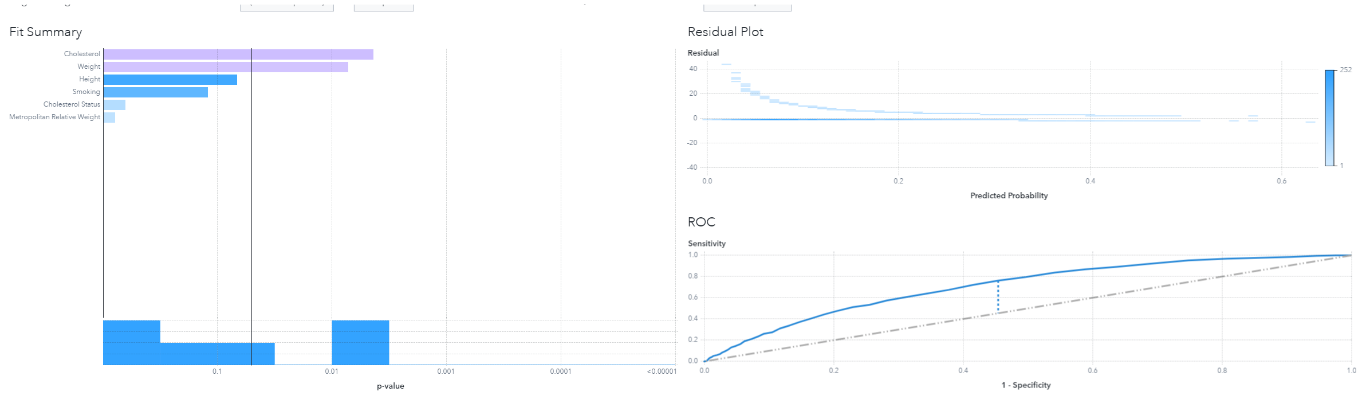 Fit Summary
Cholesterol
Weight
Height
Smoking
Cholesterol Status
Metropolitan Relative Weight
0.1
0.01
0.001
0.0001
<0.00001
p-value
Residual Plot
Residual
40
20
0
-20
-40
0.0
0.2
0.4
0.6
Predicted Probability
252
1
ROC
Sensitivity
1.0
0.8
0.6
0.4
0.2
0.0
0.0
0.2
0.4
0.6
0.8
1.0
1 - Specificity